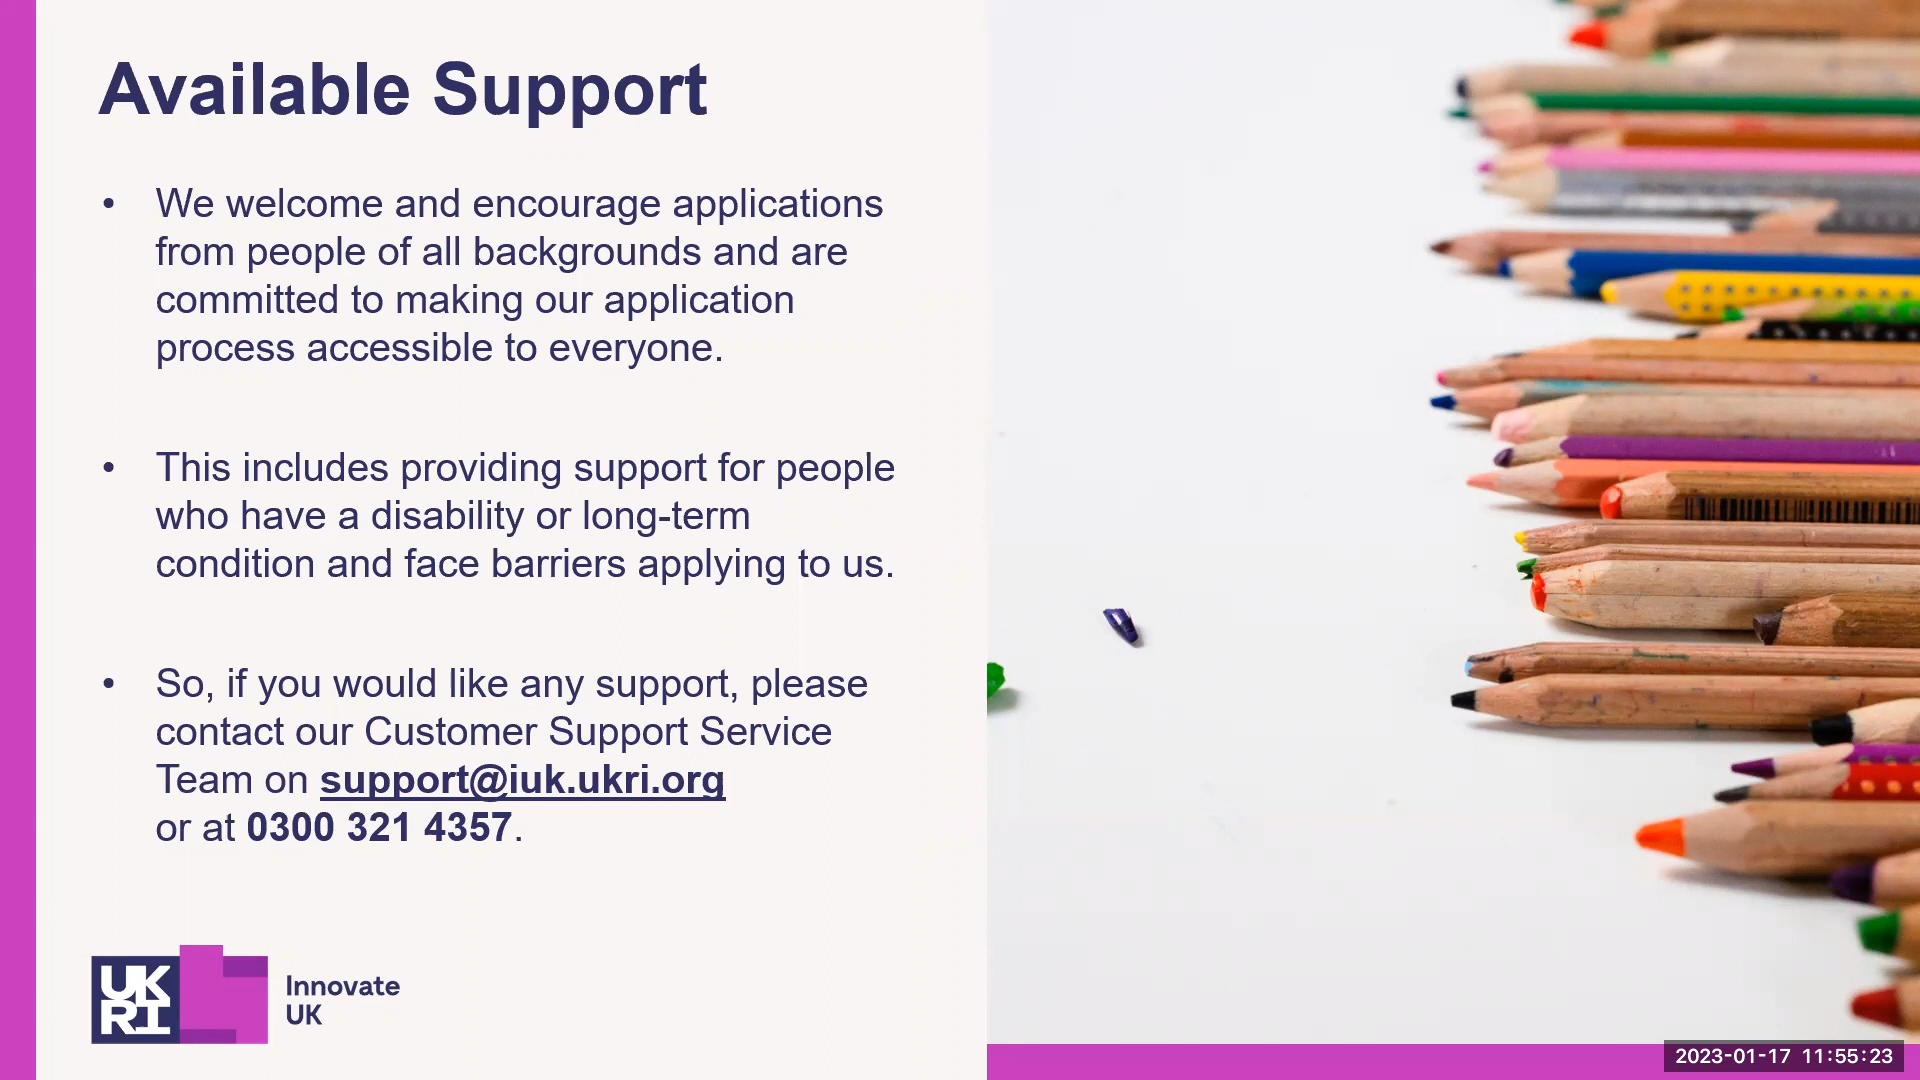 Available Support
• We welcome and encourage applications
from people of all backgrounds and are
committed to making our application
process accessible to everyone.
• This includes providing support for people
who have a disability or long-term
condition and face barriers applying to us.
• So, if you would like any support, please
contact our Customer Support Service
Team on support@iuk.ukri.org
or at 0300 321 4357.
UK
RI
Innovate
UK
2023-01-17 11:55:23